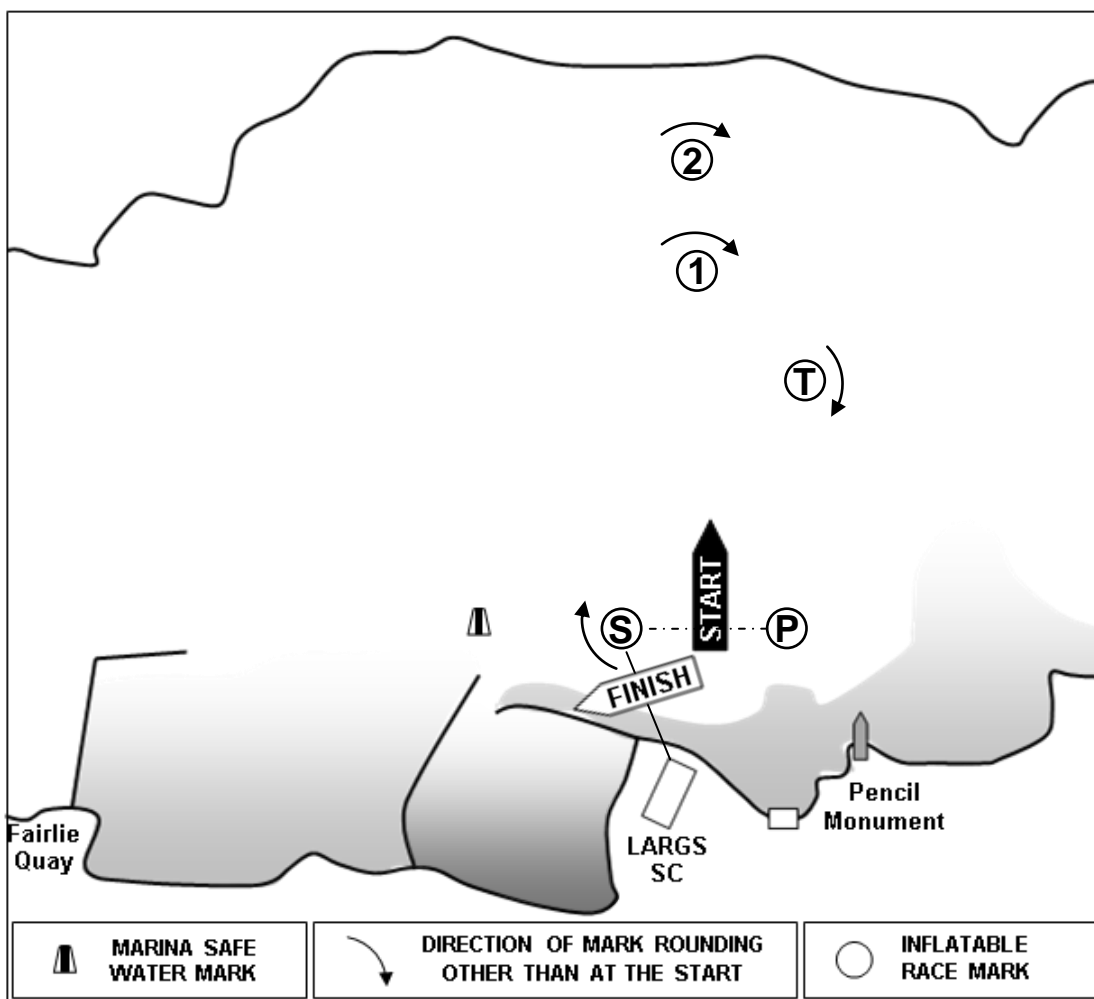 2
1
T
START
S
P
FINISH
Pencil
Monument
Fairlie
Quay
LARGS
SC
MARINA SAFE
WATER MARK
DIRECTION OF MARK ROUNDING
OTHER THAN AT THE START
INFLATABLE
RACE MARK